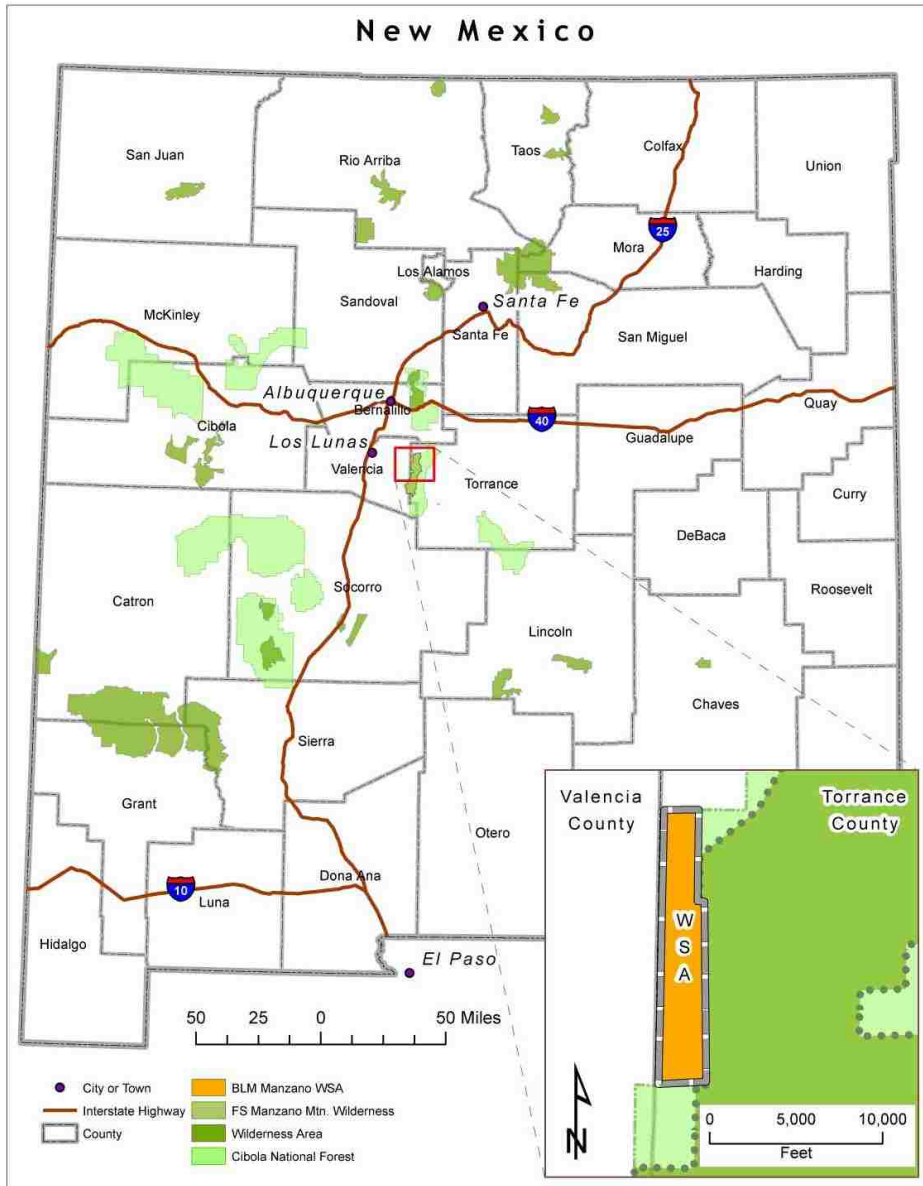 New Mexico
San Juan
Rio Arriba
Taos
Colfax
Union
25
Mora
Harding
Los Alamos
Sandoval
McKinley
Santa Fe
Santa Fe
San Miguel
Albuquerque
Bernalillo
Quay
40
Cibola
Guadalupe
Los Lunas
Valencia
Torrance
Curry
DeBaca
Socorro
Roosevelt
Catron
Lincoln
Chaves
Sierra
Grant
Otero
Dona Ana
10
Luna
Hidalgo
El Paso
50 25 0 50 Miles
City or Town
Interstate Highway
County
BLM Manzano WSA
FS Manzano Mtn. Wilderness
Wilderness Area
Cibola National Forest
Valencia
County
Torrance
County
W
S
A
N
0 5,000 10,000
Feet